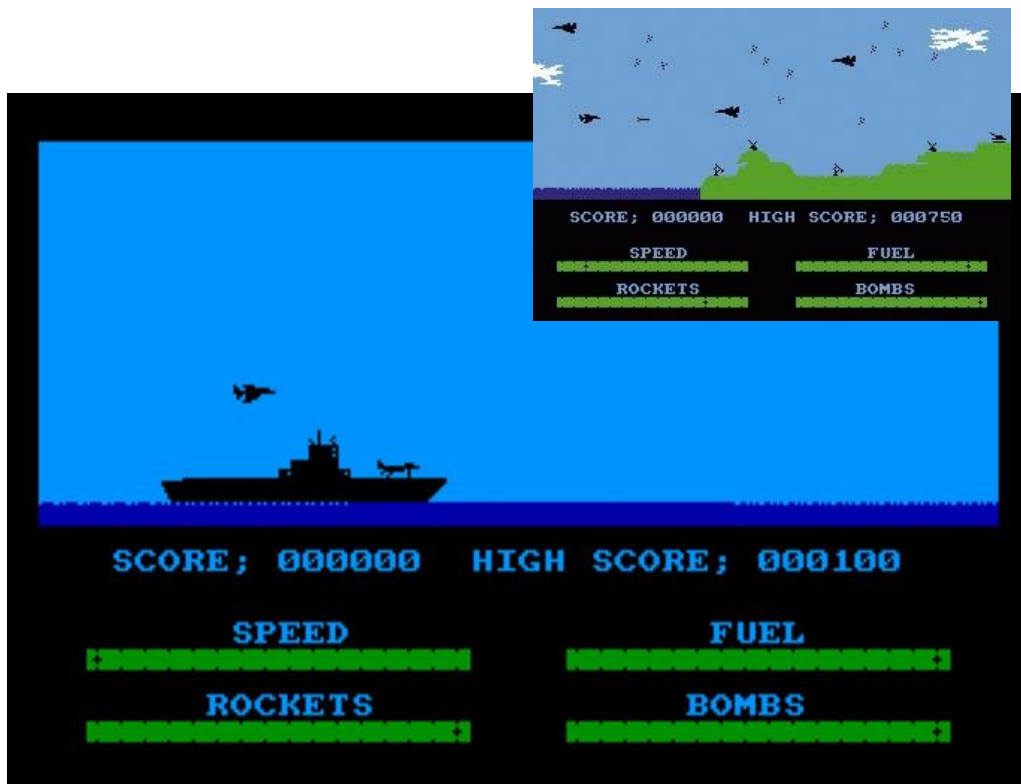 SCORE; 000000 HIGH SCORE; 000750
SPEED FUEL
ROCKETS BOMBS
SCORE; 000000 HIGH SCORE; 000100
SPEED FUEL
ROCKETS BOMBS